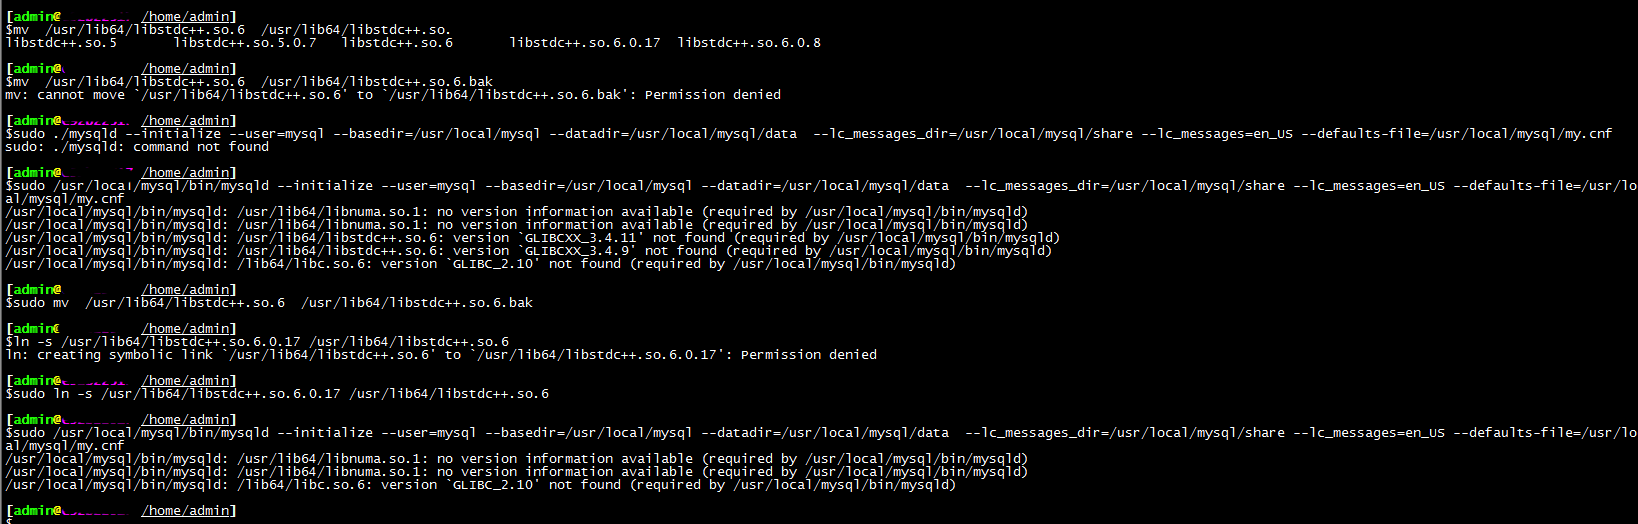 [admin@ /home/admin]
$mv  /usr/lib64/libstdc++.so.6  /usr/lib64/libstdc++.so.
libstdc++.so.5       libstdc++.so.5.0.7   libstdc++.so.6       libstdc++.so.6.0.17  libstdc++.so.6.0.8
[admin@ /home/admin]
$mv  /usr/lib64/libstdc++.so.6  /usr/lib64/libstdc++.so.6.bak
mv: cannot move `/usr/lib64/libstdc++.so.6' to `/usr/lib64/libstdc++.so.6.bak': Permission denied
[admin@ /home/admin]
$sudo ./mysqld --initialize --user=mysql --basedir=/usr/local/mysql --datadir=/usr/local/mysql/data  --lc_messages_dir=/usr/local/mysql/share --lc_messages=en_US --defaults-file=/usr/local/mysql/my.cnf
sudo: ./mysqld: command not found
[admin@ /home/admin]
$sudo /usr/local/mysql/bin/mysqld --initialize --user=mysql --basedir=/usr/local/mysql --datadir=/usr/local/mysql/data  --lc_messages_dir=/usr/local/mysql/share --lc_messages=en_US --defaults-file=/usr/lo
al/mysql/my.cnf
/usr/local/mysql/bin/mysqld: /usr/lib64/libnuma.so.1: no version information available (required by /usr/local/mysql/bin/mysqld)
/usr/local/mysql/bin/mysqld: /usr/lib64/libnuma.so.1: no version information available (required by /usr/local/mysql/bin/mysqld)
/usr/local/mysql/bin/mysqld: /usr/lib64/libstdc++.so.6: version `GLIBCXX_3.4.11' not found (required by /usr/local/mysql/bin/mysqld)
/usr/local/mysql/bin/mysqld: /usr/lib64/libstdc++.so.6: version `GLIBCXX_3.4.9' not found (required by /usr/local/mysql/bin/mysqld)
/usr/local/mysql/bin/mysqld: /lib64/libc.so.6: version `GLIBC_2.10' not found (required by /usr/local/mysql/bin/mysqld)
[admin@ /home/admin]
$sudo mv  /usr/lib64/libstdc++.so.6  /usr/lib64/libstdc++.so.6.bak
[admin /home/admin]
$ln -s /usr/lib64/libstdc++.so.6.0.17 /usr/lib64/libstdc++.so.6
ln: creating symbolic link `/usr/lib64/libstdc++.so.6' to `/usr/lib64/libstdc++.so.6.0.17': Permission denied
[admin@ /home/admin]
$sudo ln -s /usr/lib64/libstdc++.so.6.0.17 /usr/lib64/libstdc++.so.6
[admin@ /home/admin]
$sudo /usr/local/mysql/bin/mysqld --initialize --user=mysql --basedir=/usr/local/mysql --datadir=/usr/local/mysql/data  --lc_messages_dir=/usr/local/mysql/share --lc_messages=en_US --defaults-file=/usr/lo
al/mysql/my.cnf
/usr/local/mysql/bin/mysqld: /usr/lib64/libnuma.so.1: no version information available (required by /usr/local/mysql/bin/mysqld)
/usr/local/mysql/bin/mysqld: /usr/lib64/libnuma.so.1: no version information available (required by /usr/local/mysql/bin/mysqld)
/usr/local/mysql/bin/mysqld: /lib64/libc.so.6: version `GLIBC_2.10' not found (required by /usr/local/mysql/bin/mysqld)
[admin@ /home/admin]
$